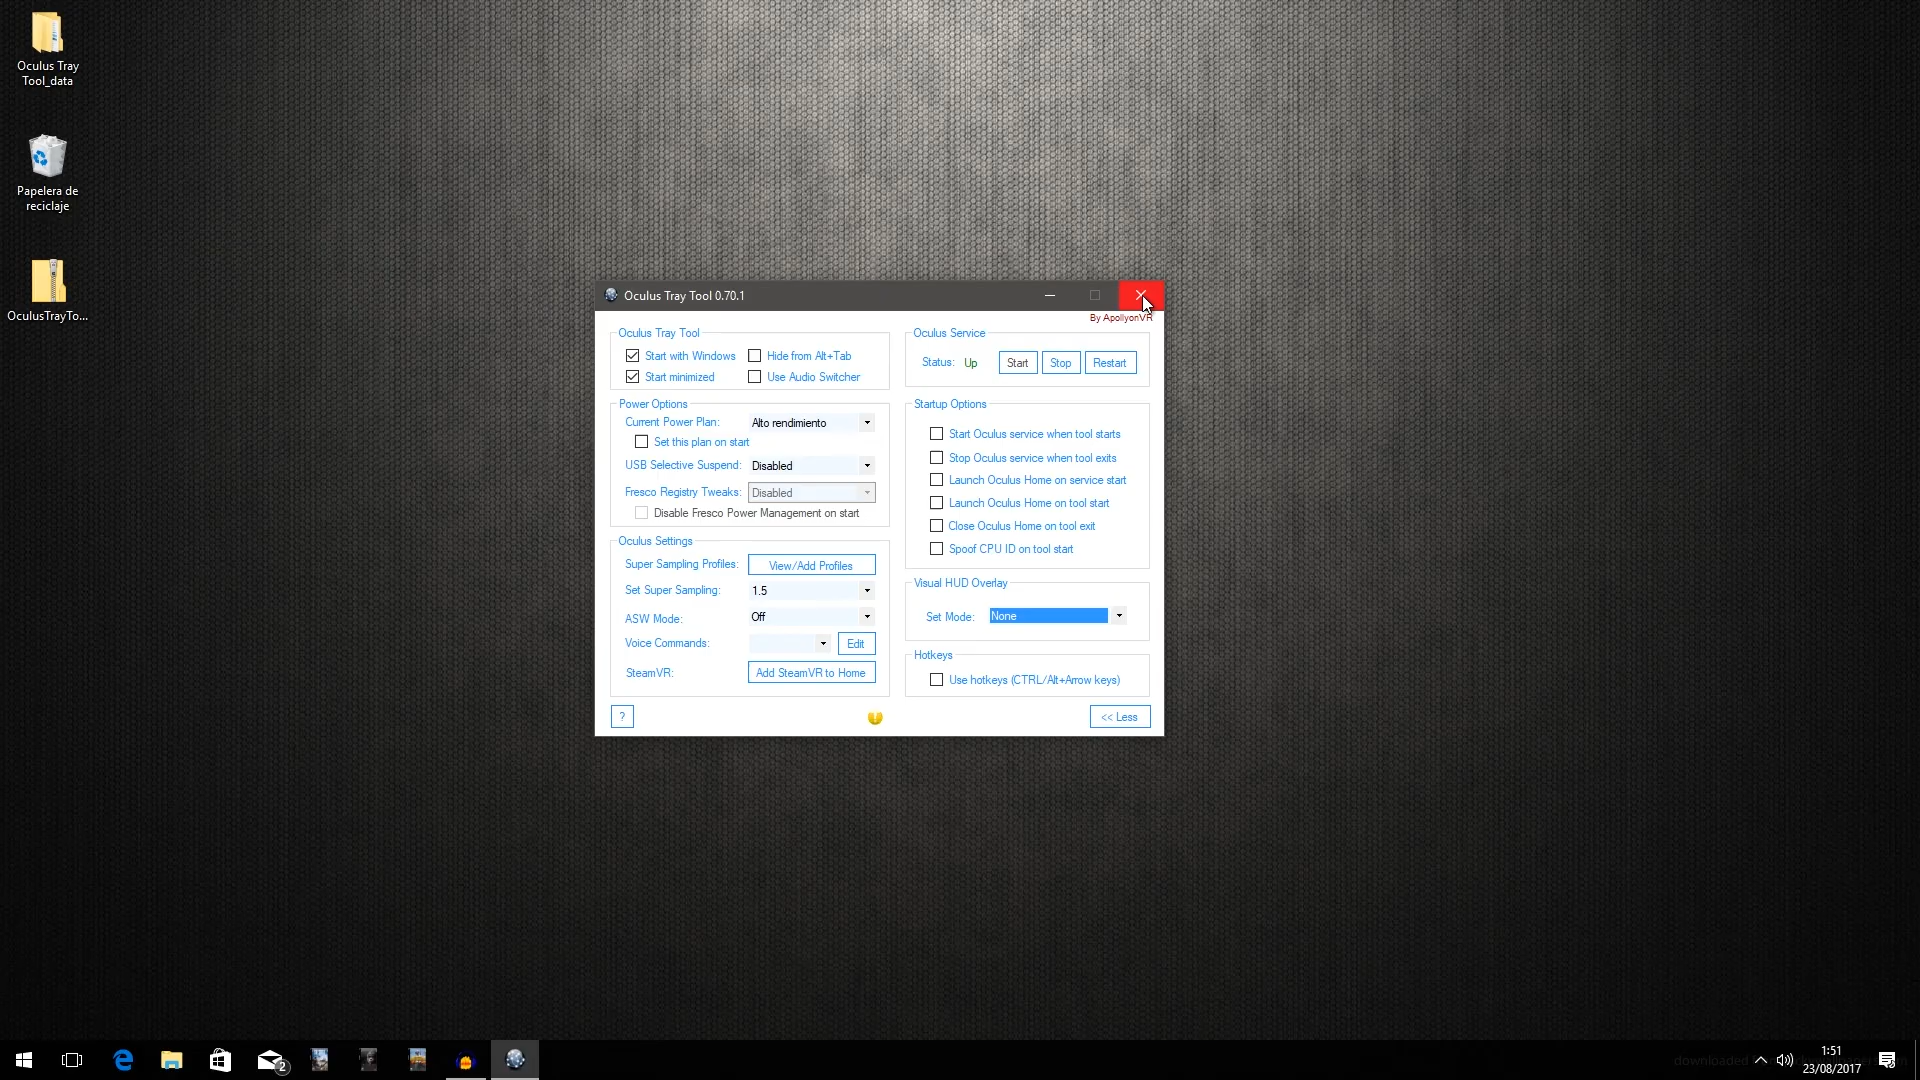 Oculus Tray
Tool_data
Papelera de
reciclaje
OculusTrayTo...
Oculus Tray Tool 0.70.1
By ApollyonVR
Oculus Tray Tool
Start with Windows
Hide from Alt+Tab
Start minimized
Use Audio Switcher
Power Options
Current Power Plan: Alto rendimiento
Set this plan on start
USB Selective Suspend: Disabled
Fresco Registry Tweaks: Disabled
Disable Fresco Power Management on start
Oculus Settings
Super Sampling Profiles: View/Add Profiles
Set Super Sampling: 1.5
ASW Mode: Off
Voice Commands: Edit
SteamVR: Add SteamVR to Home
?
Oculus Service
Status: Up Start Stop Restart
Startup Options
Start Oculus service when tool starts
Stop Oculus service when tool exits
Launch Oculus Home on service start
Launch Oculus Home on tool start
Close Oculus Home on tool exit
Spoof CPU ID on tool start
Visual HUD Overlay
Set Mode: None
Hotkeys
Use hotkeys (CTRL/Alt+Arrow keys)
<< Less
2
downloaded
1:51
23/08/2017